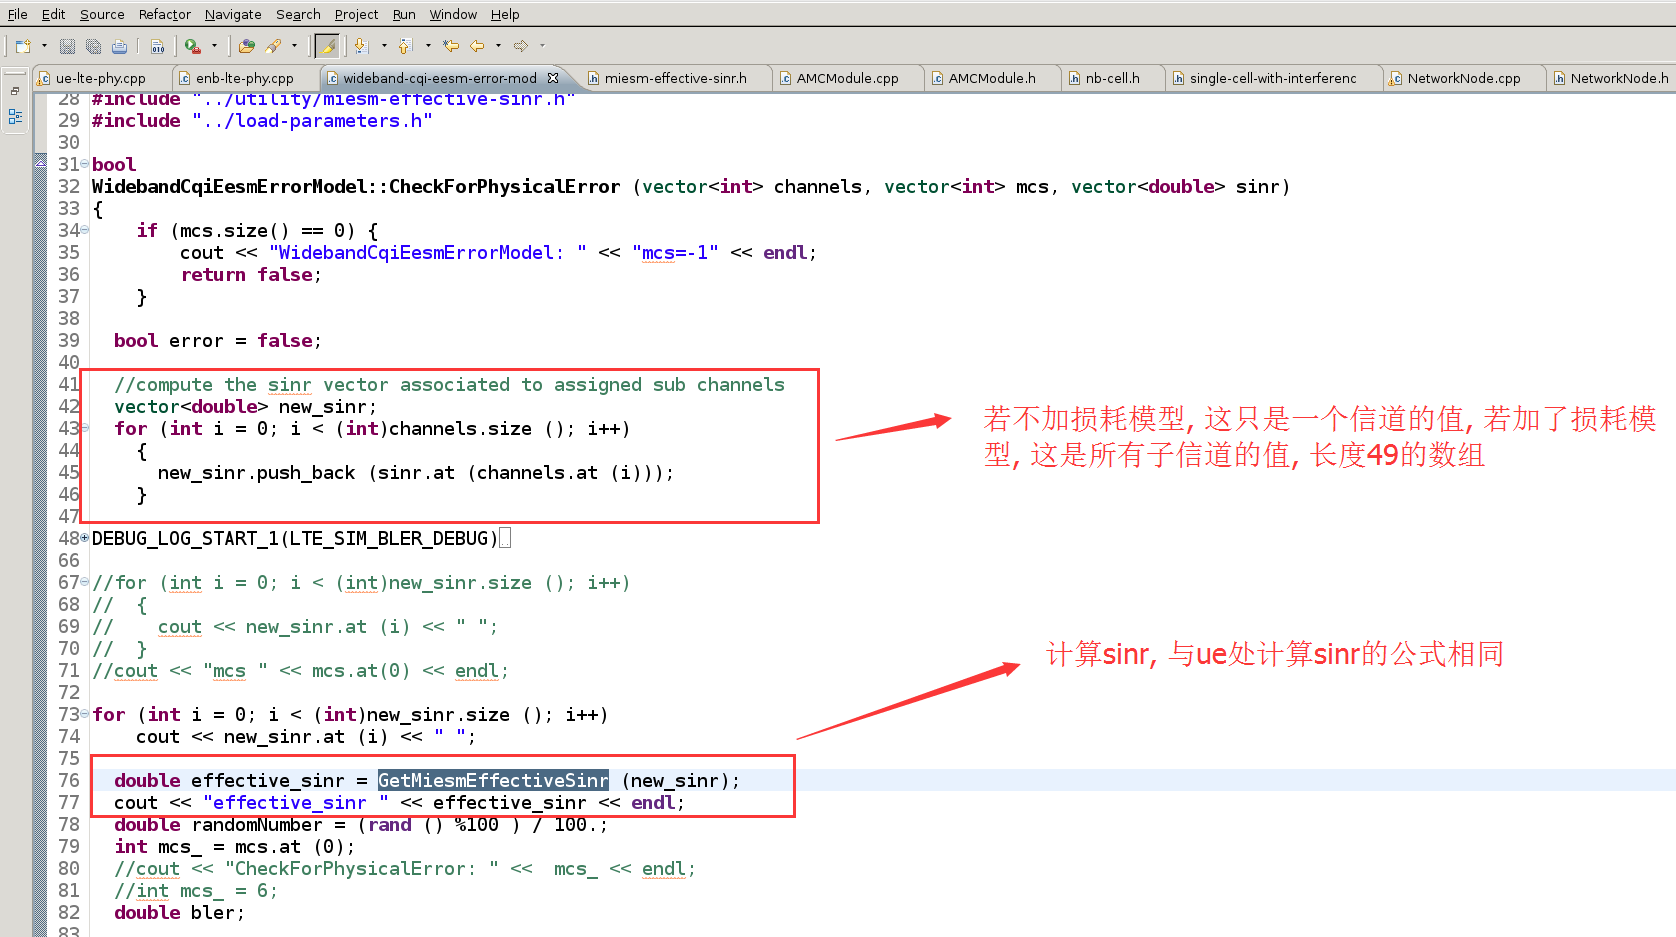 File Edit Source Refactor Navigate Search Project Run Window Help
ue-lte-phy.cpp enb-lte-phy.cpp wideband-cqi-eesm-error-mod miesm-effective-sinr.h AMCModule.cpp AMCModule.h nb-cell.h single-cell-with-interferenc NetworkNode.cpp NetworkNode.h
28 #include "../utility/miesm-effective-sinr.h"
29 #include "../load-parameters.h"
30
31 bool
32 WidebandCqiEesmErrorModel::CheckForPhysicalError (vector<int> channels, vector<int> mcs, vector<double> sinr)
33 {
34 if (mcs.size() == 0) {
35 cout << "WidebandCqiEesmErrorModel: " << "mcs=-1" << endl;
36 return false;
37 }
38
39 bool error = false;
40
41 //compute the sinr vector associated to assigned sub channels
42 vector<double> new_sinr;
43 for (int i = 0; i < (int)channels.size (); i++)
44 {
45 new_sinr.push_back (sinr.at (channels.at (i)));
46 }
47
若不加损耗模型, 这只是一个信道的值, 若加了损耗模
型, 这是所有子信道的值, 长度49的数组
48 DEBUG_LOG_START_1(LTE_SIM_BLER_DEBUG)
66
67 //for (int i = 0; i < (int)new_sinr.size (); i++)
68 // {
69 // cout << new_sinr.at (i) << " ";
70 // }
71 //cout << "mcs " << mcs.at(0) << endl;
72
73 for (int i = 0; i < (int)new_sinr.size (); i++)
74 cout << new_sinr.at (i) << " ";
75
计算sinr, 与ue处计算sinr的公式相同
76 double effective_sinr = GetMiesmEffectiveSinr (new_sinr);
77 cout << "effective_sinr " << effective_sinr << endl;
78 double randomNumber = (rand () %100 ) / 100.;
79 int mcs_ = mcs.at (0);
80 //cout << "CheckForPhysicalError: " << mcs_ << endl;
81 //int mcs_ = 6;
82 double bler;
83